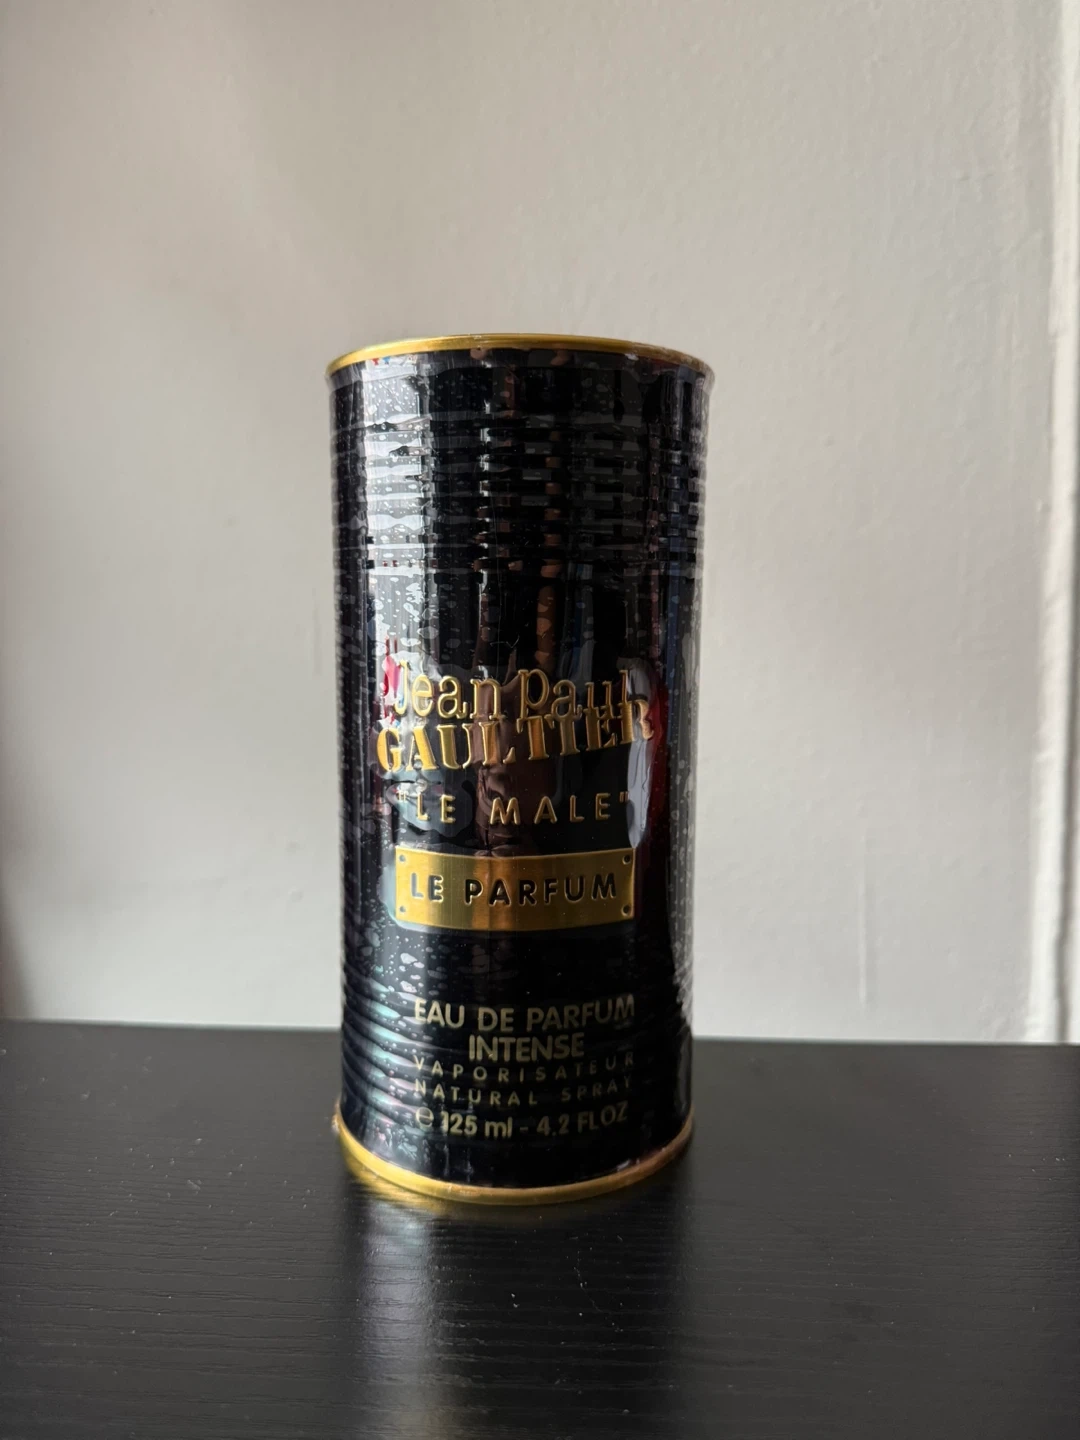 Jean Paul
GAULTIER
"LE MALE"
LE PARFUM
EAU DE PARFUM
INTENSE
VAPORISATEUR
NATURAL SPRAY
℮ 125 ml - 4.2 FL OZ